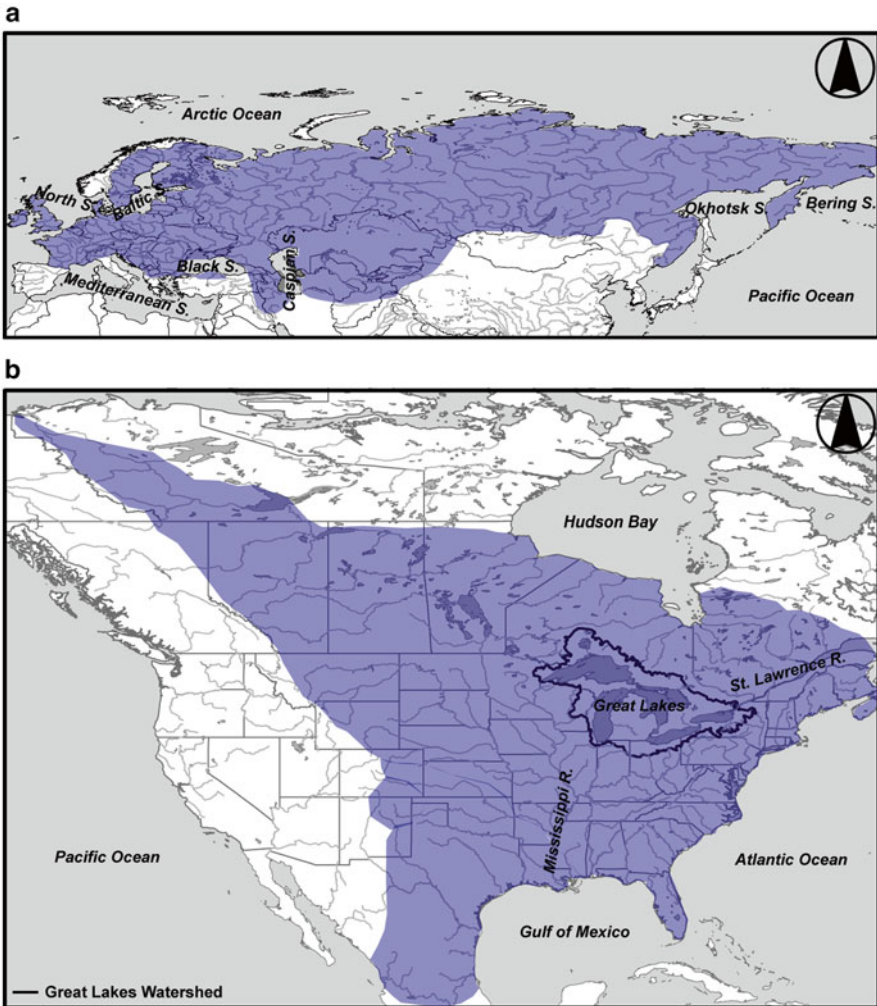 a
Arctic Ocean
North S.
Baltic S.
Okhotsk S.
Bering S.
Black S.
Caspian S.
Mediterranean S.
Pacific Ocean
b
Hudson Bay
St. Lawrence R.
Great Lakes
Mississippi R.
Pacific Ocean
Atlantic Ocean
Gulf of Mexico
Great Lakes Watershed